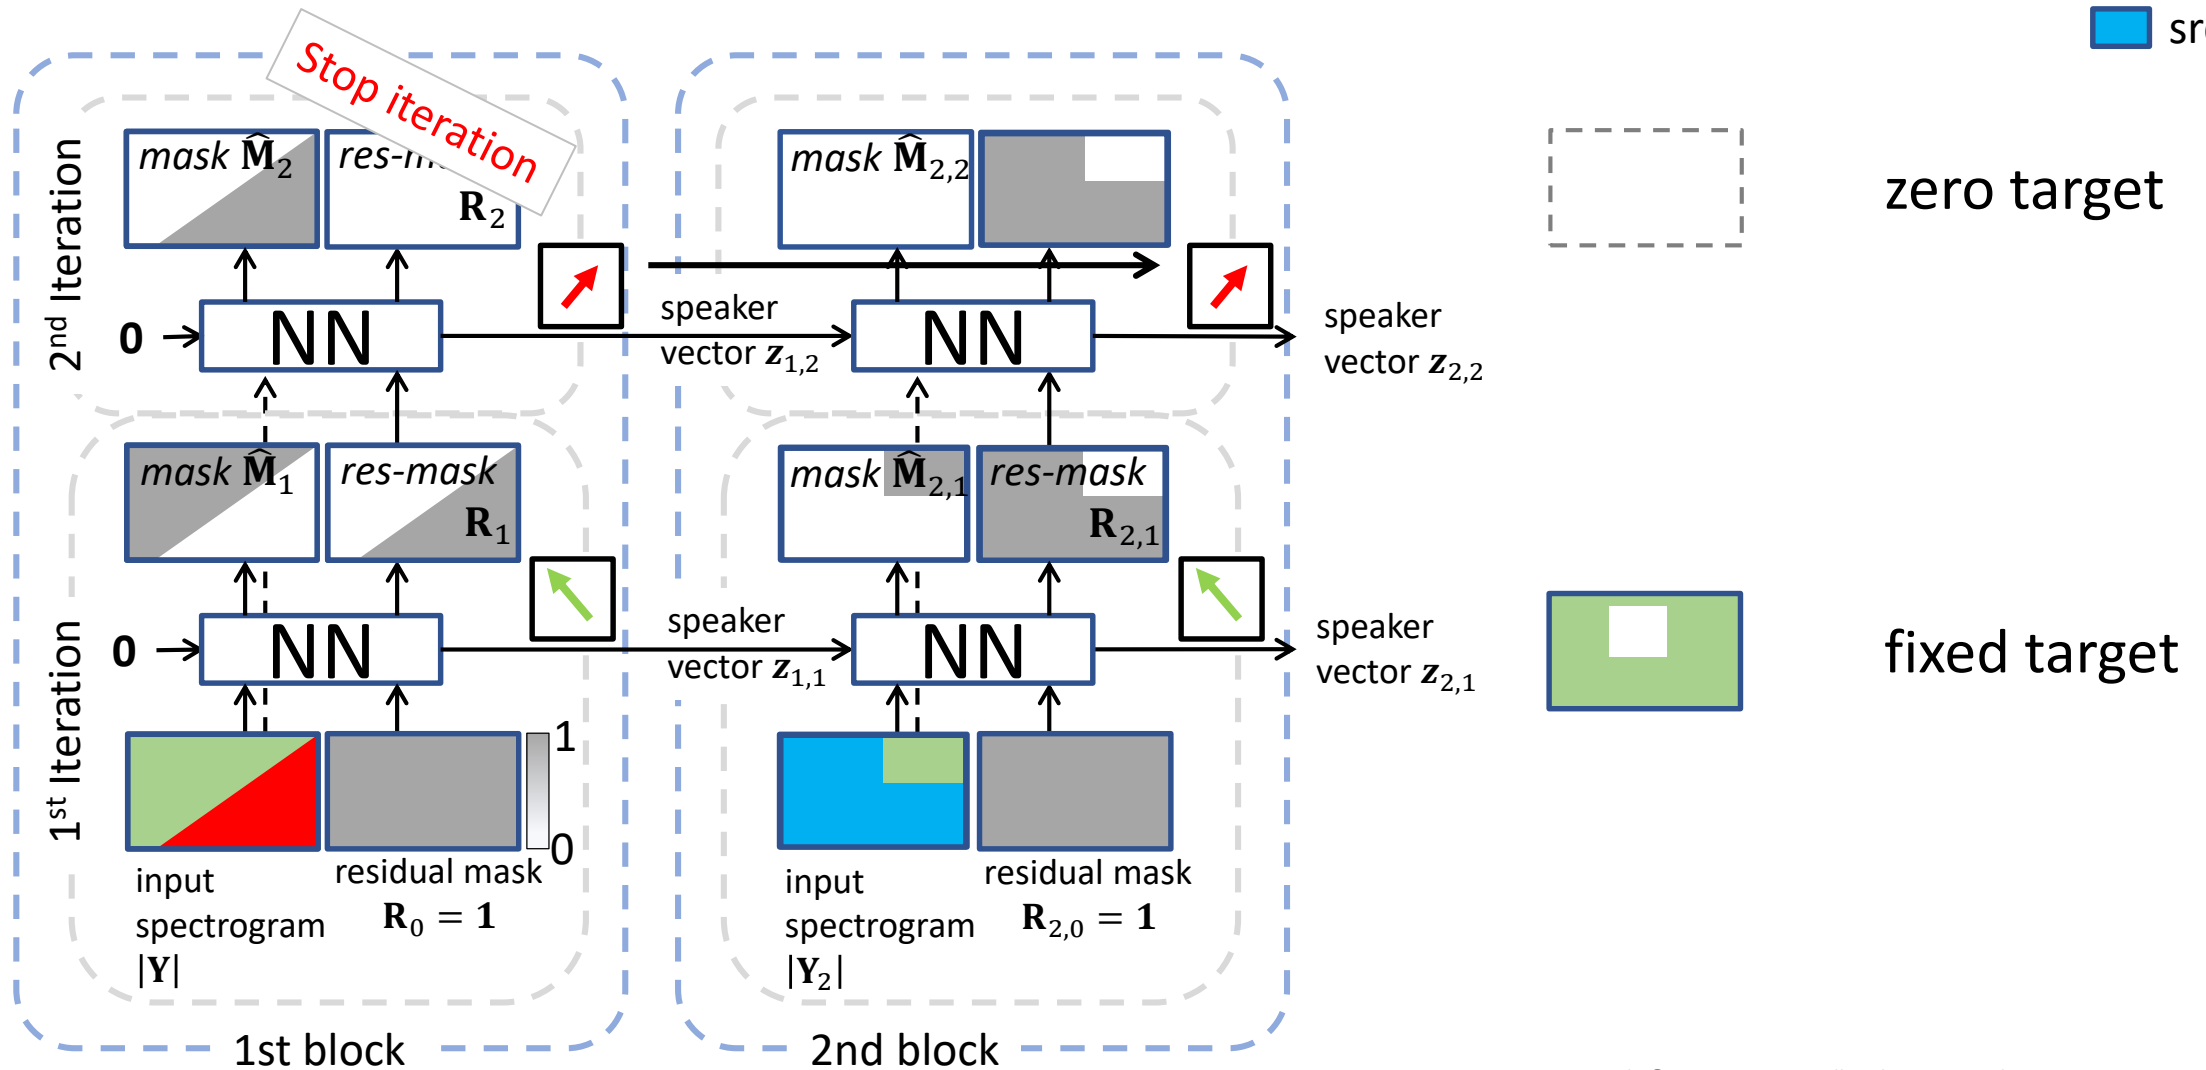 Stop iteration
2nd Iteration
mask M̂2
res-m
R2
0
NN
speaker
vector z1,2
mask M̂2,2
NN
speaker
vector z2,2
zero target
1st Iteration
mask M̂1
res-mask
R1
0
NN
speaker
vector z1,1
mask M̂2,1
res-mask
R2,1
NN
speaker
vector z2,1
fixed target
1
0
input
spectrogram
|Y|
residual mask
R0 = 1
input
spectrogram
|Y2|
residual mask
R2,0 = 1
1st block
2nd block